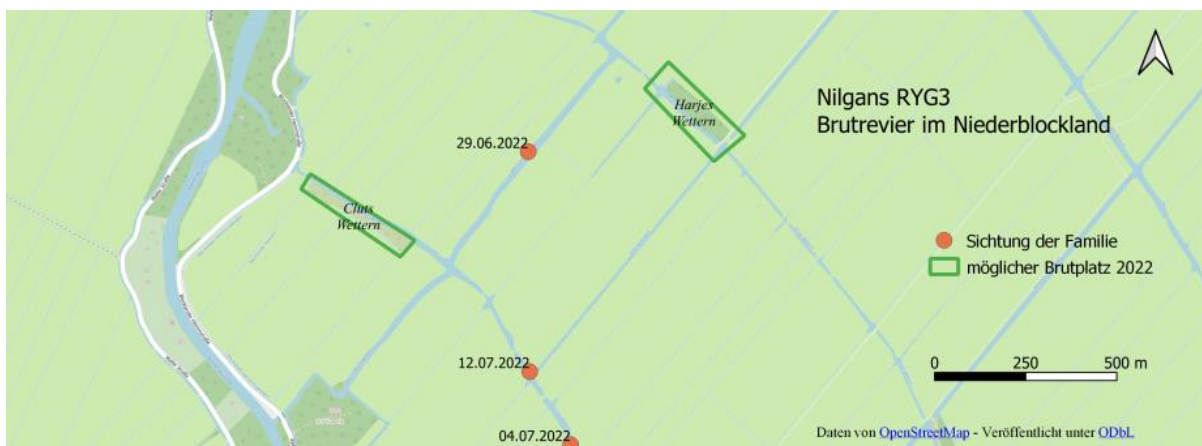 Nilgans RYG3
Brutrevier im Niederblockland
Harjes
Wettern
29.06.2022
Cluts
Wettern
Sichtung der Familie
möglicher Brutplatz 2022
12.07.2022
0 250 500 m
04.07.2022
Daten von OpenStreetMap - Veröffentlicht unter ODbL